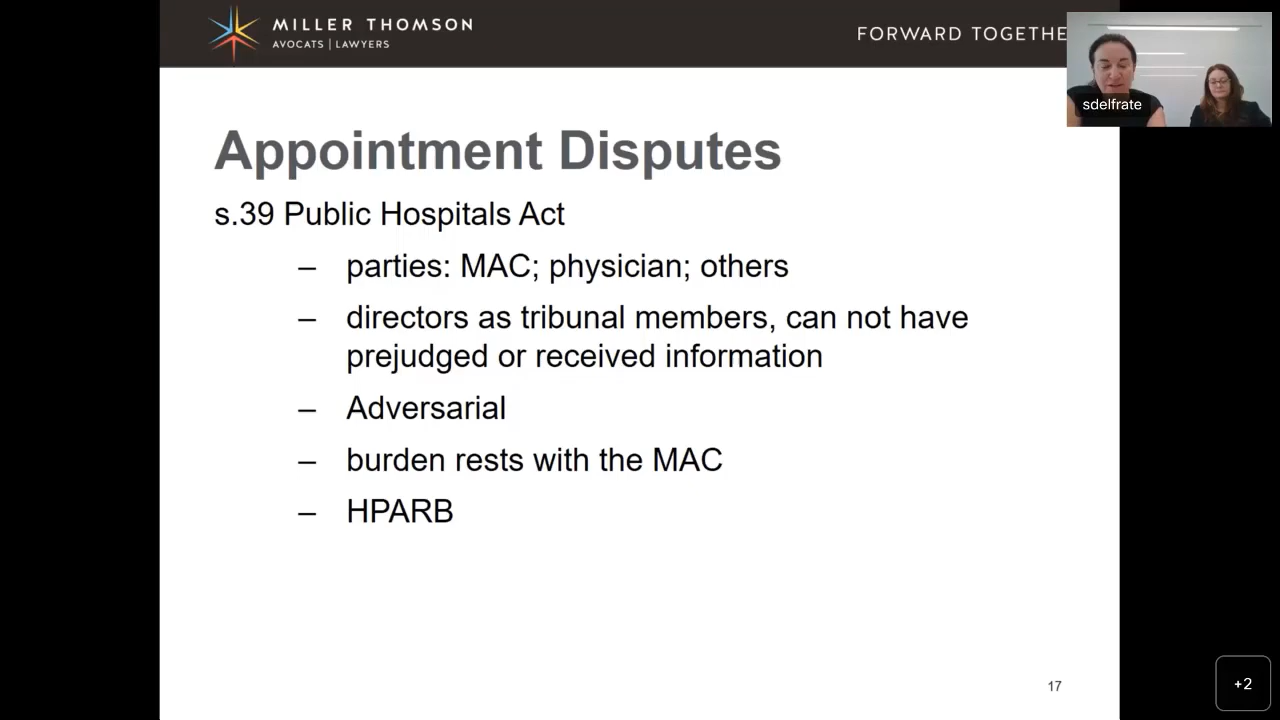 MILLER THOMSON
AVOCATS | LAWYERS
FORWARD TOGETHE
sdelfrate
Appointment Disputes
s.39 Public Hospitals Act
– parties: MAC; physician; others
– directors as tribunal members, can not have
prejudged or received information
– Adversarial
– burden rests with the MAC
– HPARB
17
+2